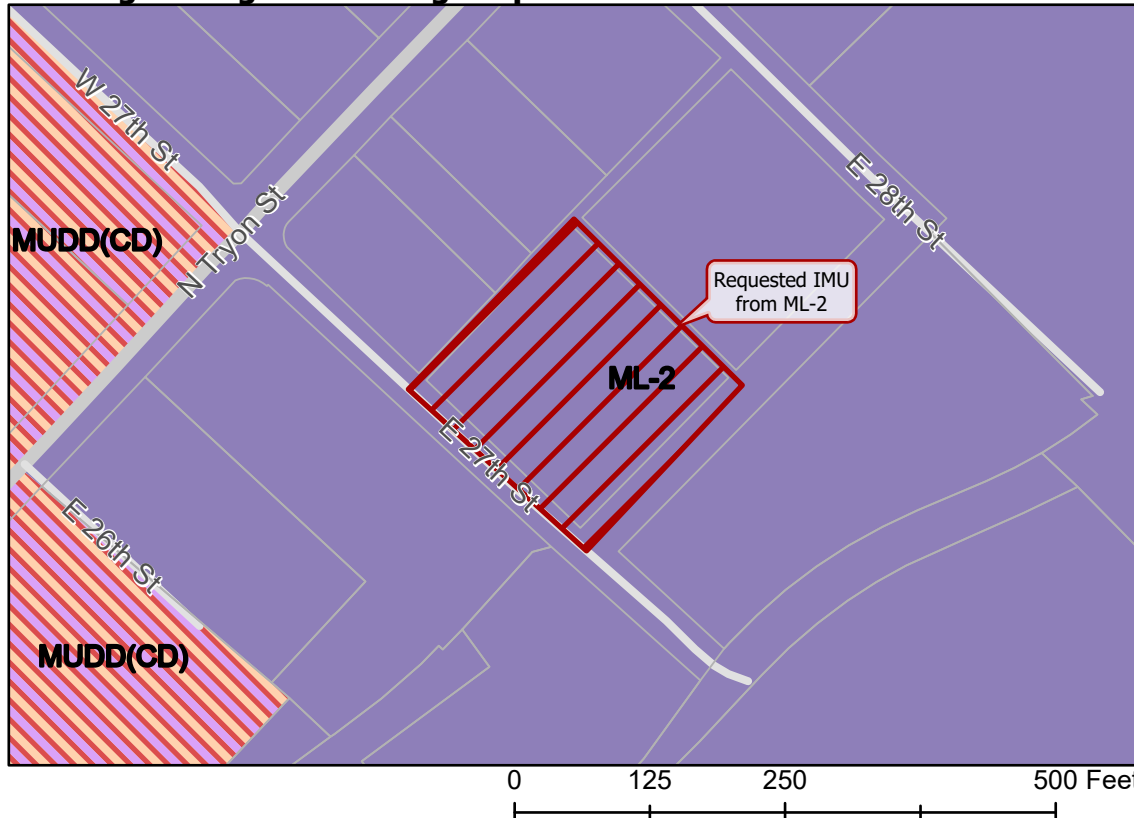 W 27th St
N Tryon St
E 28th St
MUDD(CD)
Requested IMU
from ML-2
ML-2
E 27th St
E 26th St
MUDD(CD)
0 125 250 500 Feet